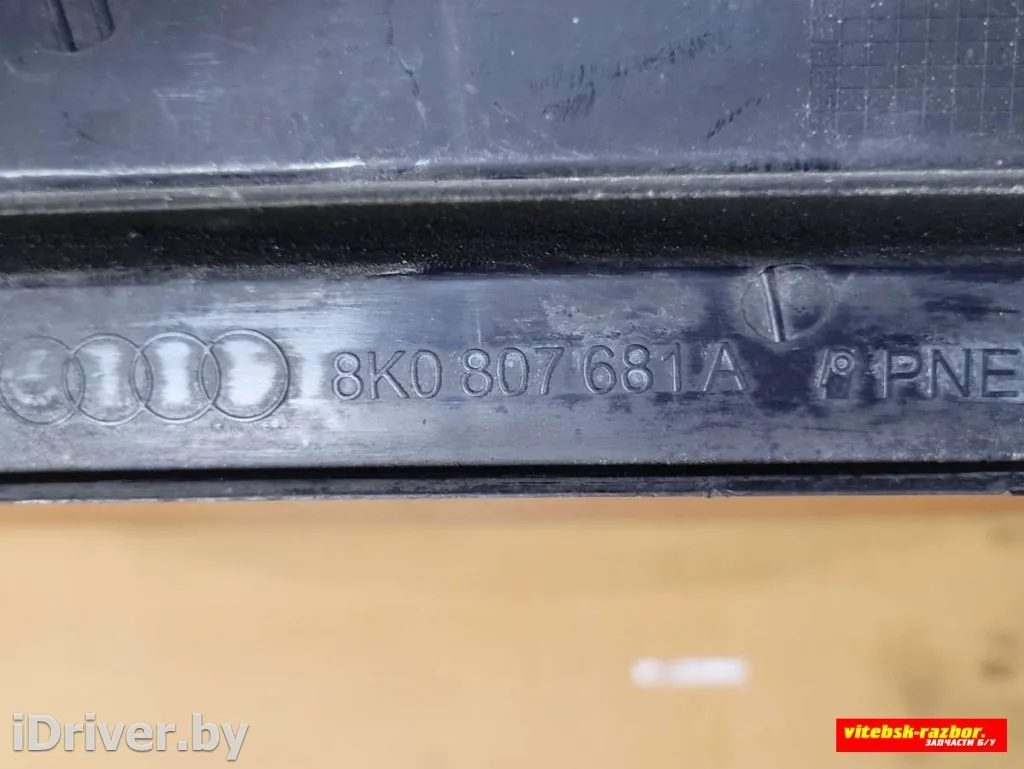 8K0 807 681 A PNE
iDriver.by
vitebsk-razbor.
ЗАПЧАСТИ Б/У